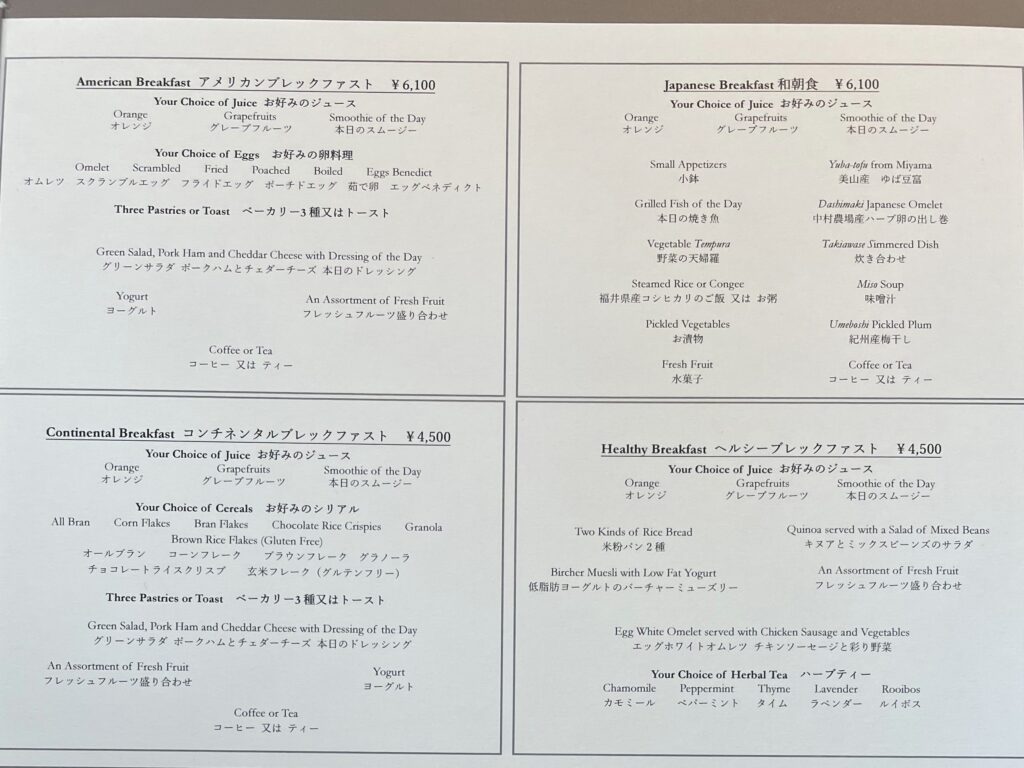 American Breakfast アメリカンブレックファスト ¥6,100
Your Choice of Juice お好みのジュース
Orange Grapefruits Smoothie of the Day
オレンジ グレープフルーツ 本日のスムージー
Your Choice of Eggs お好みの卵料理
Omelet Scrambled Fried Poached Boiled Eggs Benedict
オムレツ スクランブルエッグ フライドエッグ ポーチドエッグ 茹で卵 エッグベネディクト
Three Pastries or Toast ベーカリー3種又はトースト
Green Salad, Pork Ham and Cheddar Cheese with Dressing of the Day
グリーンサラダ ポークハムとチェダーチーズ 本日のドレッシング
Yogurt An Assortment of Fresh Fruit
ヨーグルト フレッシュフルーツ盛り合わせ
Coffee or Tea
コーヒー 又は ティー
Japanese Breakfast 和朝食 ¥6,100
Your Choice of Juice お好みのジュース
Orange Grapefruits Smoothie of the Day
オレンジ グレープフルーツ 本日のスムージー
Small Appetizers Yuba-tofu from Miyama
小鉢 美山産 ゆば豆富
Grilled Fish of the Day Dashimaki Japanese Omelet
本日の焼き魚 中村農場産ハーブ卵の出し巻
Vegetable Tempura Takiawase Simmered Dish
野菜の天婦羅 炊き合わせ
Steamed Rice or Congee Miso Soup
福井県産コシヒカリのご飯 又は お粥 味噌汁
Pickled Vegetables Umeboshi Pickled Plum
お漬物 紀州産梅干し
Fresh Fruit Coffee or Tea
水菓子 コーヒー 又は ティー
Continental Breakfast コンチネンタルブレックファスト ¥4,500
Your Choice of Juice お好みのジュース
Orange Grapefruits Smoothie of the Day
オレンジ グレープフルーツ 本日のスムージー
Your Choice of Cereals お好みのシリアル
All Bran Corn Flakes Bran Flakes Chocolate Rice Crispies Granola
Brown Rice Flakes (Gluten Free)
オールブラン コーンフレーク ブラウンフレーク グラノーラ
チョコレートライスクリスプ 玄米フレーク（グルテンフリー）
Three Pastries or Toast ベーカリー3種又はトースト
Green Salad, Pork Ham and Cheddar Cheese with Dressing of the Day
グリーンサラダ ポークハムとチェダーチーズ 本日のドレッシング
An Assortment of Fresh Fruit Yogurt
フレッシュフルーツ盛り合わせ ヨーグルト
Coffee or Tea
コーヒー 又は ティー
Healthy Breakfast ヘルシーブレックファスト ¥4,500
Your Choice of Juice お好みのジュース
Orange Grapefruits Smoothie of the Day
オレンジ グレープフルーツ 本日のスムージー
Two Kinds of Rice Bread Quinoa served with a Salad of Mixed Beans
米粉パン2種 キヌアとミックスビーンズのサラダ
Bircher Muesli with Low Fat Yogurt An Assortment of Fresh Fruit
低脂肪ヨーグルトのバーチャーミューズリー フレッシュフルーツ盛り合わせ
Egg White Omelet served with Chicken Sausage and Vegetables
エッグホワイトオムレツ チキンソーセージと彩り野菜
Your Choice of Herbal Tea ハーブティー
Chamomile Peppermint Thyme Lavender Rooibos
カモミール ペパーミント タイム ラベンダー ルイボス